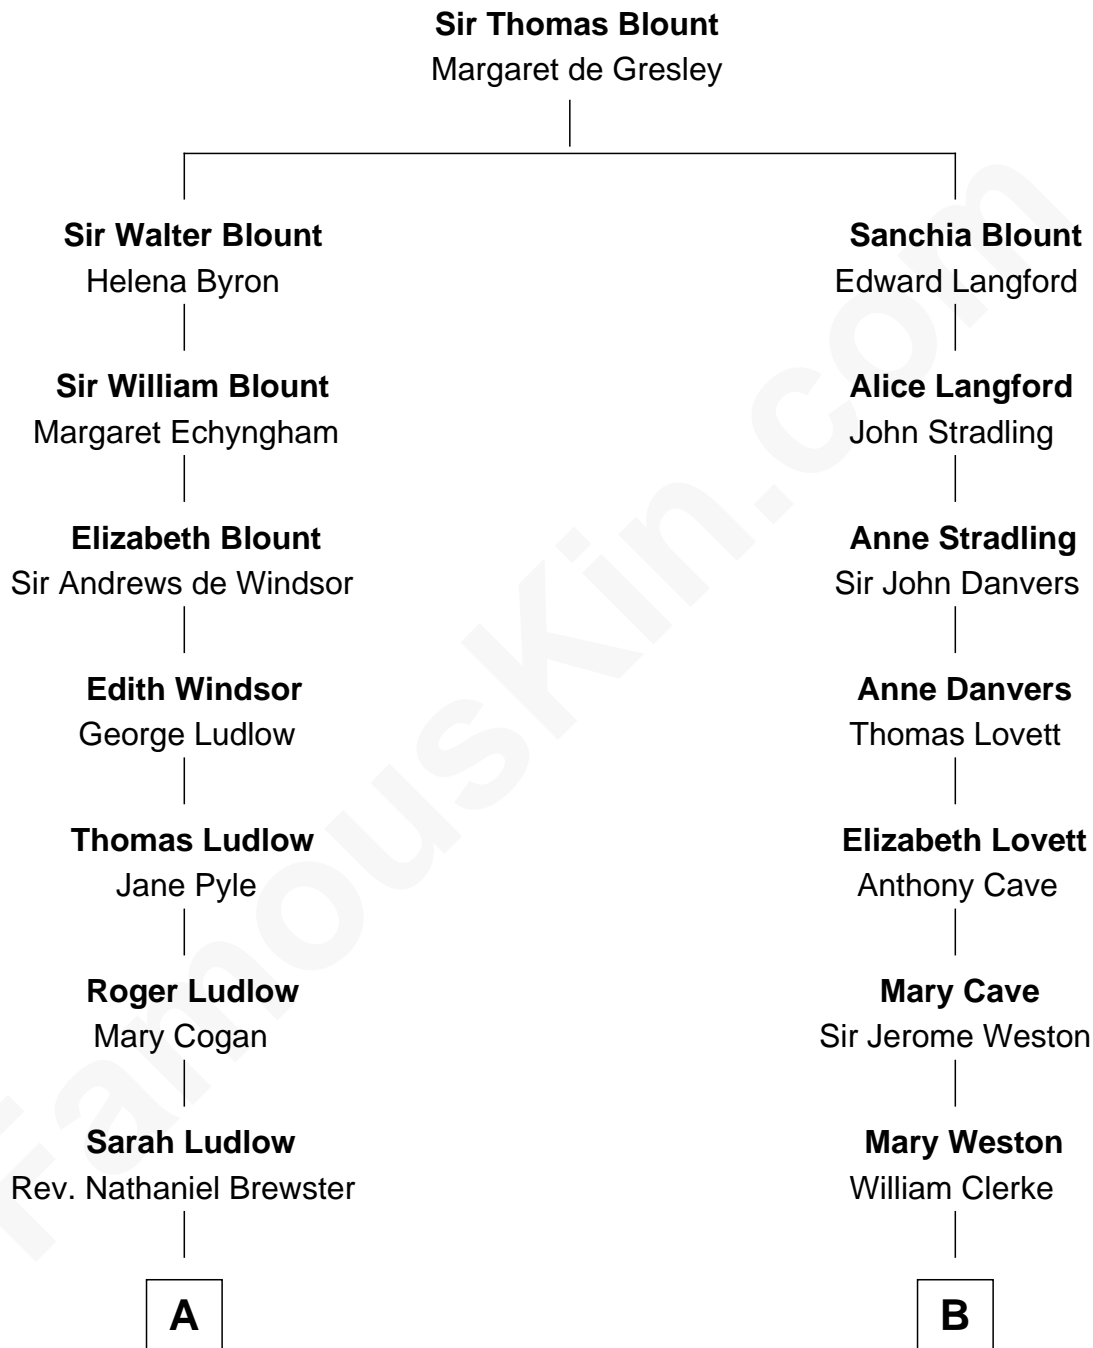 Sir Thomas Blount
Margaret de Gresley
Sir Walter Blount
Helena Byron
Sanchia Blount
Edward Langford
Sir William Blount
Margaret Echyngham
Alice Langford
John Stradling
Elizabeth Blount
Sir Andrews de Windsor
Anne Stradling
Sir John Danvers
Edith Windsor
George Ludlow
Anne Danvers
Thomas Lovett
Thomas Ludlow
Jane Pyle
Elizabeth Lovett
Anthony Cave
Roger Ludlow
Mary Cogan
Mary Cave
Sir Jerome Weston
Sarah Ludlow
Rev. Nathaniel Brewster
Mary Weston
William Clerke
A
B
FamousKin.com